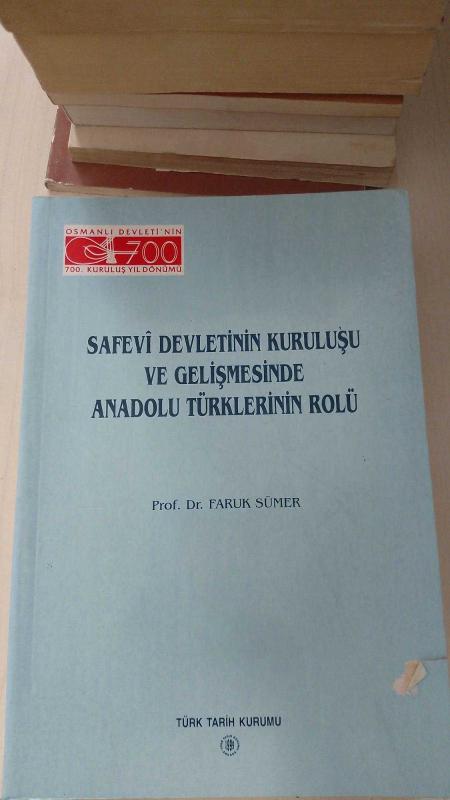 OSMANLI DEVLETİ'NİN
700
700. KURULUŞ YILDÖNÜMÜ
SAFEVÎ DEVLETİNİN KURULUŞU
VE GELİŞMESİNDE
ANADOLU TÜRKLERİNİN ROLÜ
Prof. Dr. FARUK SÜMER
TÜRK TARİH KURUMU